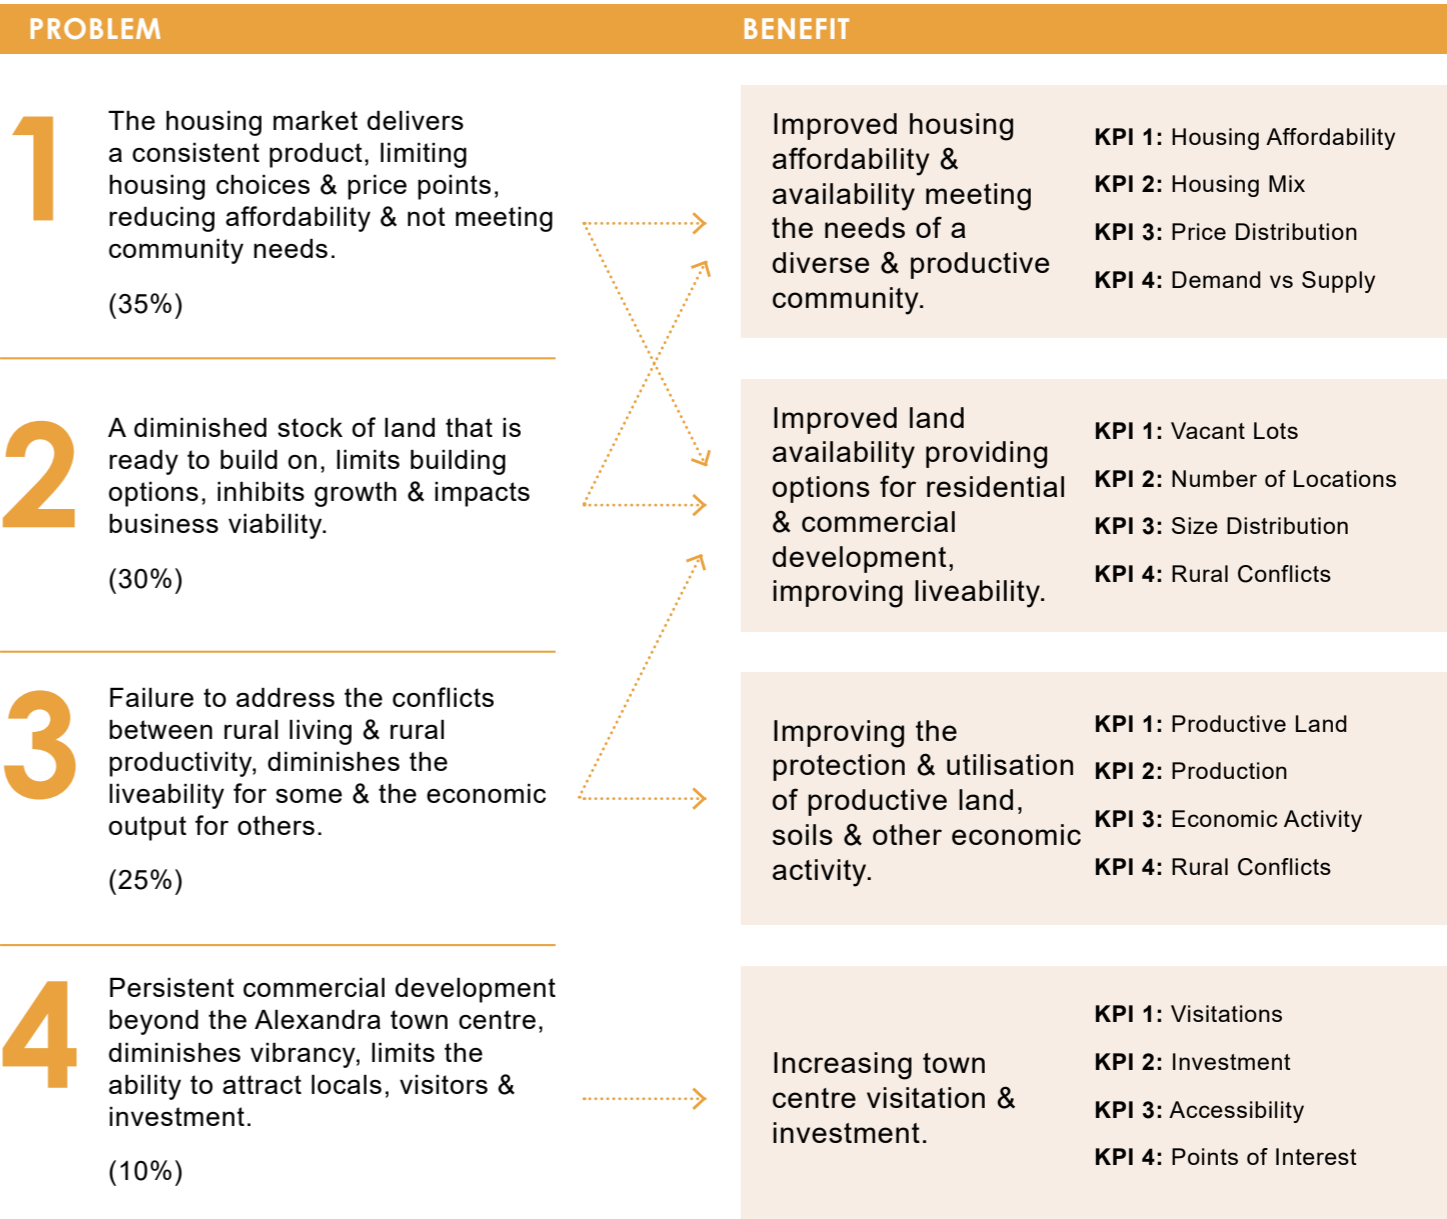 PROBLEM
BENEFIT
1
The housing market delivers
a consistent product, limiting
housing choices & price points,
reducing affordability & not meeting
community needs.
(35%)
Improved housing
affordability &
availability meeting
the needs of a
diverse & productive
community.
KPI 1: Housing Affordability
KPI 2: Housing Mix
KPI 3: Price Distribution
KPI 4: Demand vs Supply
2
A diminished stock of land that is
ready to build on, limits building
options, inhibits growth & impacts
business viability.
(30%)
Improved land
availability providing
options for residential
& commercial
development,
improving liveability.
KPI 1: Vacant Lots
KPI 2: Number of Locations
KPI 3: Size Distribution
KPI 4: Rural Conflicts
3
Failure to address the conflicts
between rural living & rural
productivity, diminishes the
liveability for some & the economic
output for others.
(25%)
Improving the
protection & utilisation
of productive land,
soils & other economic
activity.
KPI 1: Productive Land
KPI 2: Production
KPI 3: Economic Activity
KPI 4: Rural Conflicts
4
Persistent commercial development
beyond the Alexandra town centre,
diminishes vibrancy, limits the
ability to attract locals, visitors &
investment.
(10%)
Increasing town
centre visitation &
investment.
KPI 1: Visitations
KPI 2: Investment
KPI 3: Accessibility
KPI 4: Points of Interest